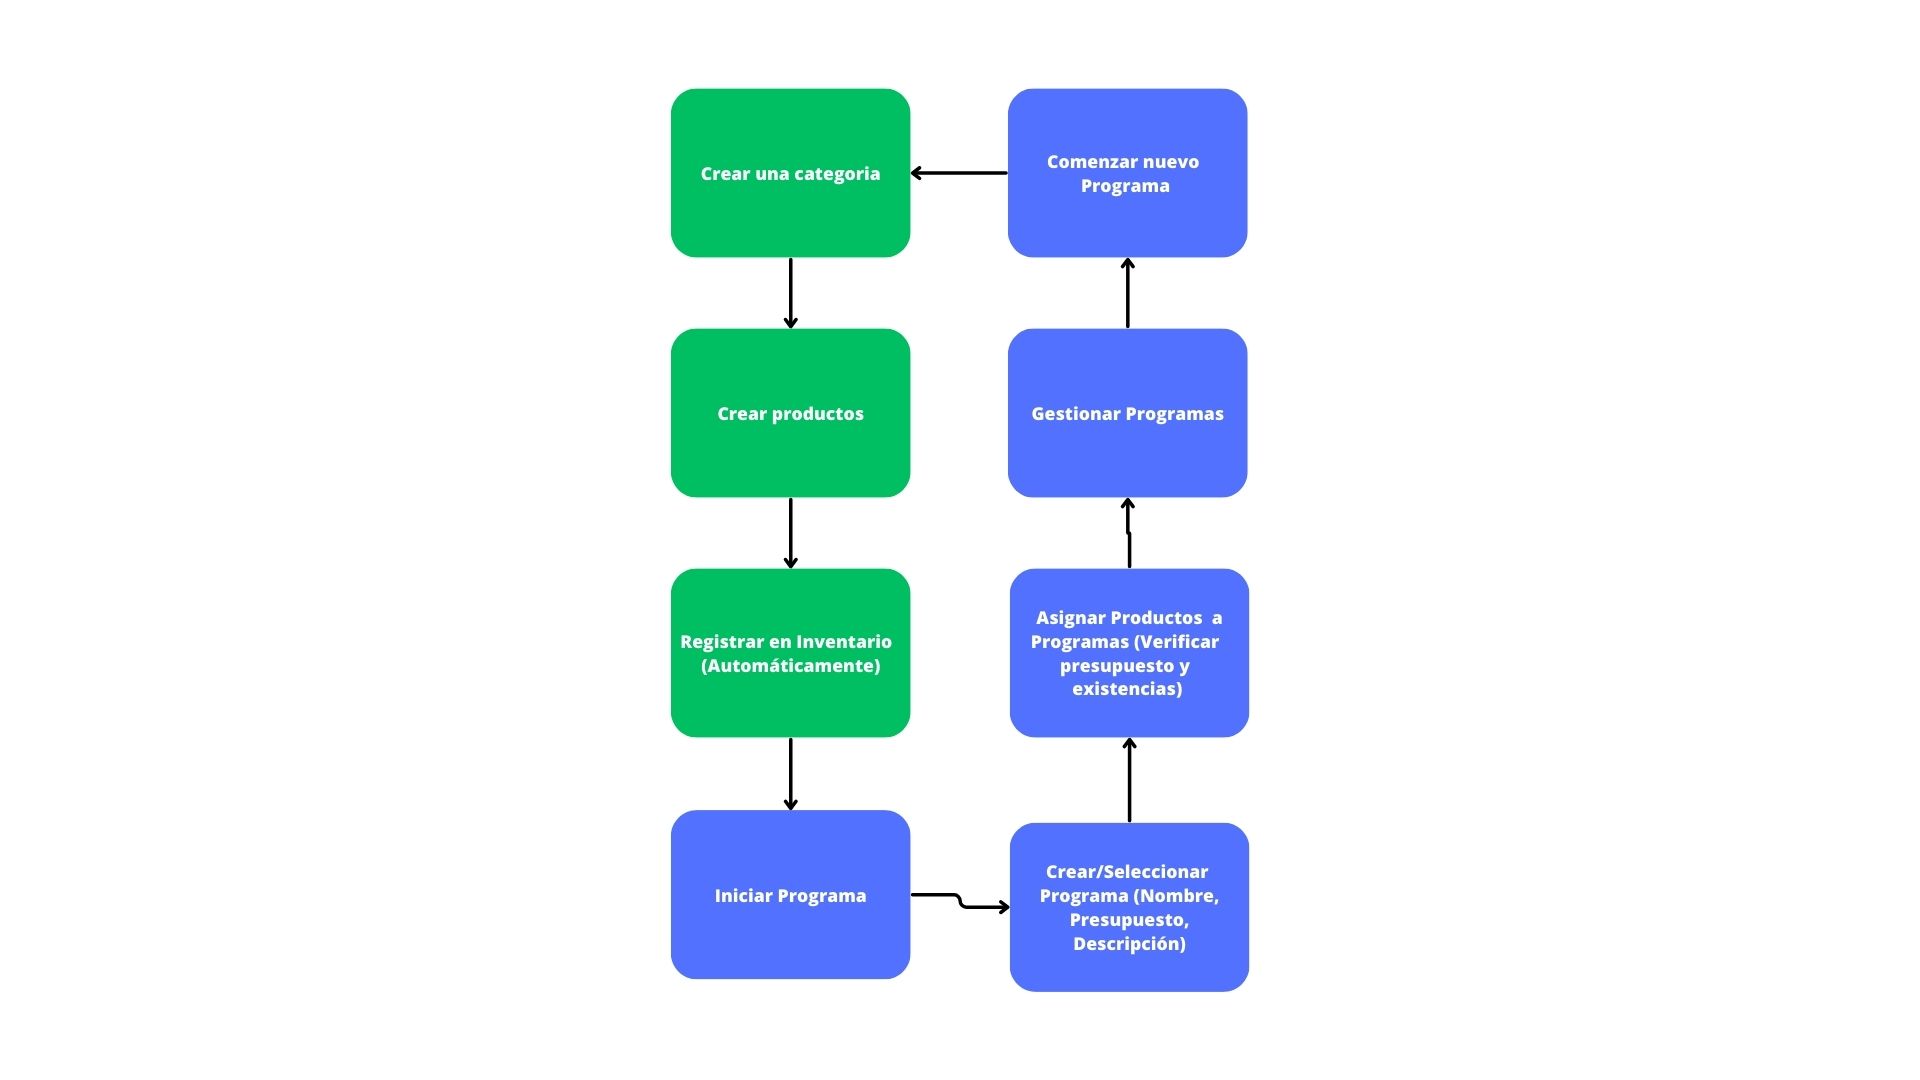 Crear una categoria
Comenzar nuevo
Programa
Crear productos
Gestionar Programas
Registrar en Inventario
(Automáticamente)
Asignar Productos  a
Programas (Verificar
presupuesto y
existencias)
Iniciar Programa
Crear/Seleccionar
Programa (Nombre,
Presupuesto,
Descripción)